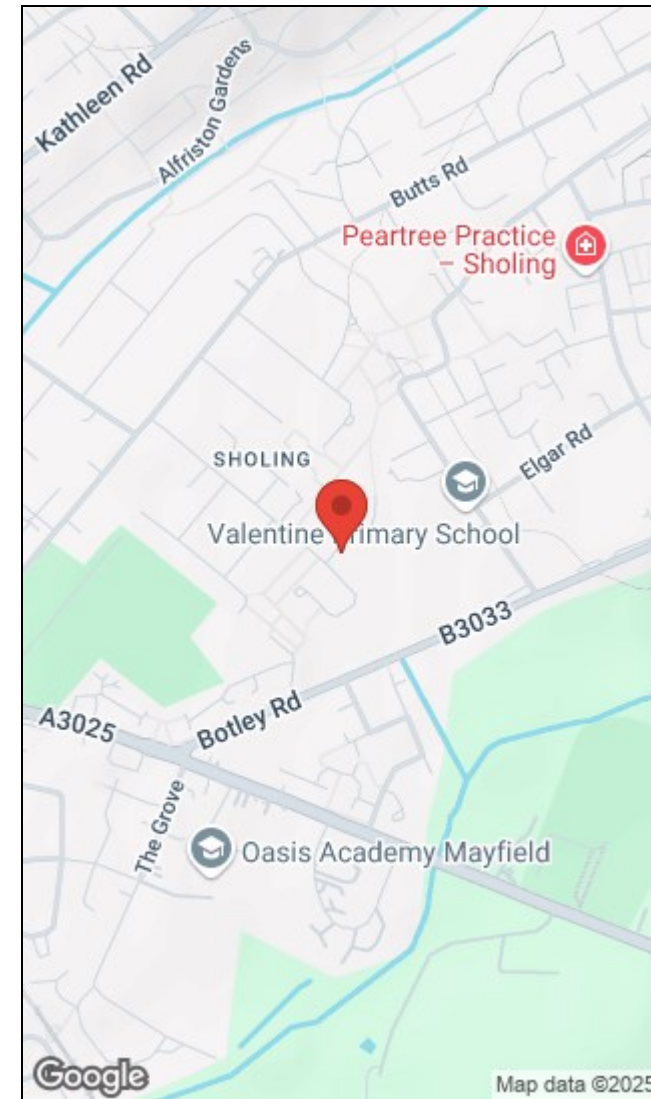 Kathleen Rd
Alfriston Gardens
Butts Rd
Peartree Practice
– Sholing
SHOLING
Elgar Rd
Valentine Primary School
B3033
Botley Rd
A3025
The Grove
Oasis Academy Mayfield
Google
Map data ©2025